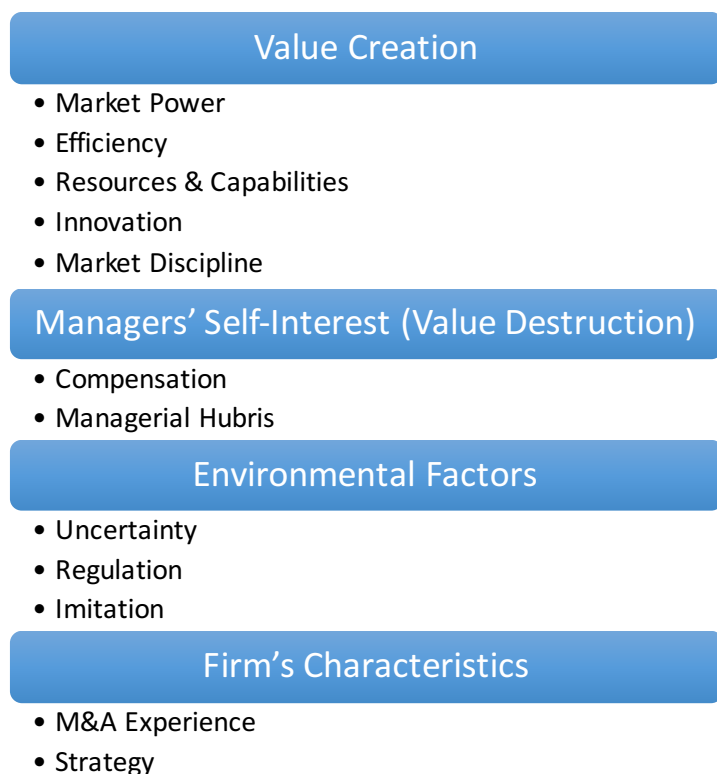 Value Creation
• Market Power
• Efficiency
• Resources & Capabilities
• Innovation
• Market Discipline
Managers’ Self-Interest (Value Destruction)
• Compensation
• Managerial Hubris
Environmental Factors
• Uncertainty
• Regulation
• Imitation
Firm’s Characteristics
• M&A Experience
• Strategy